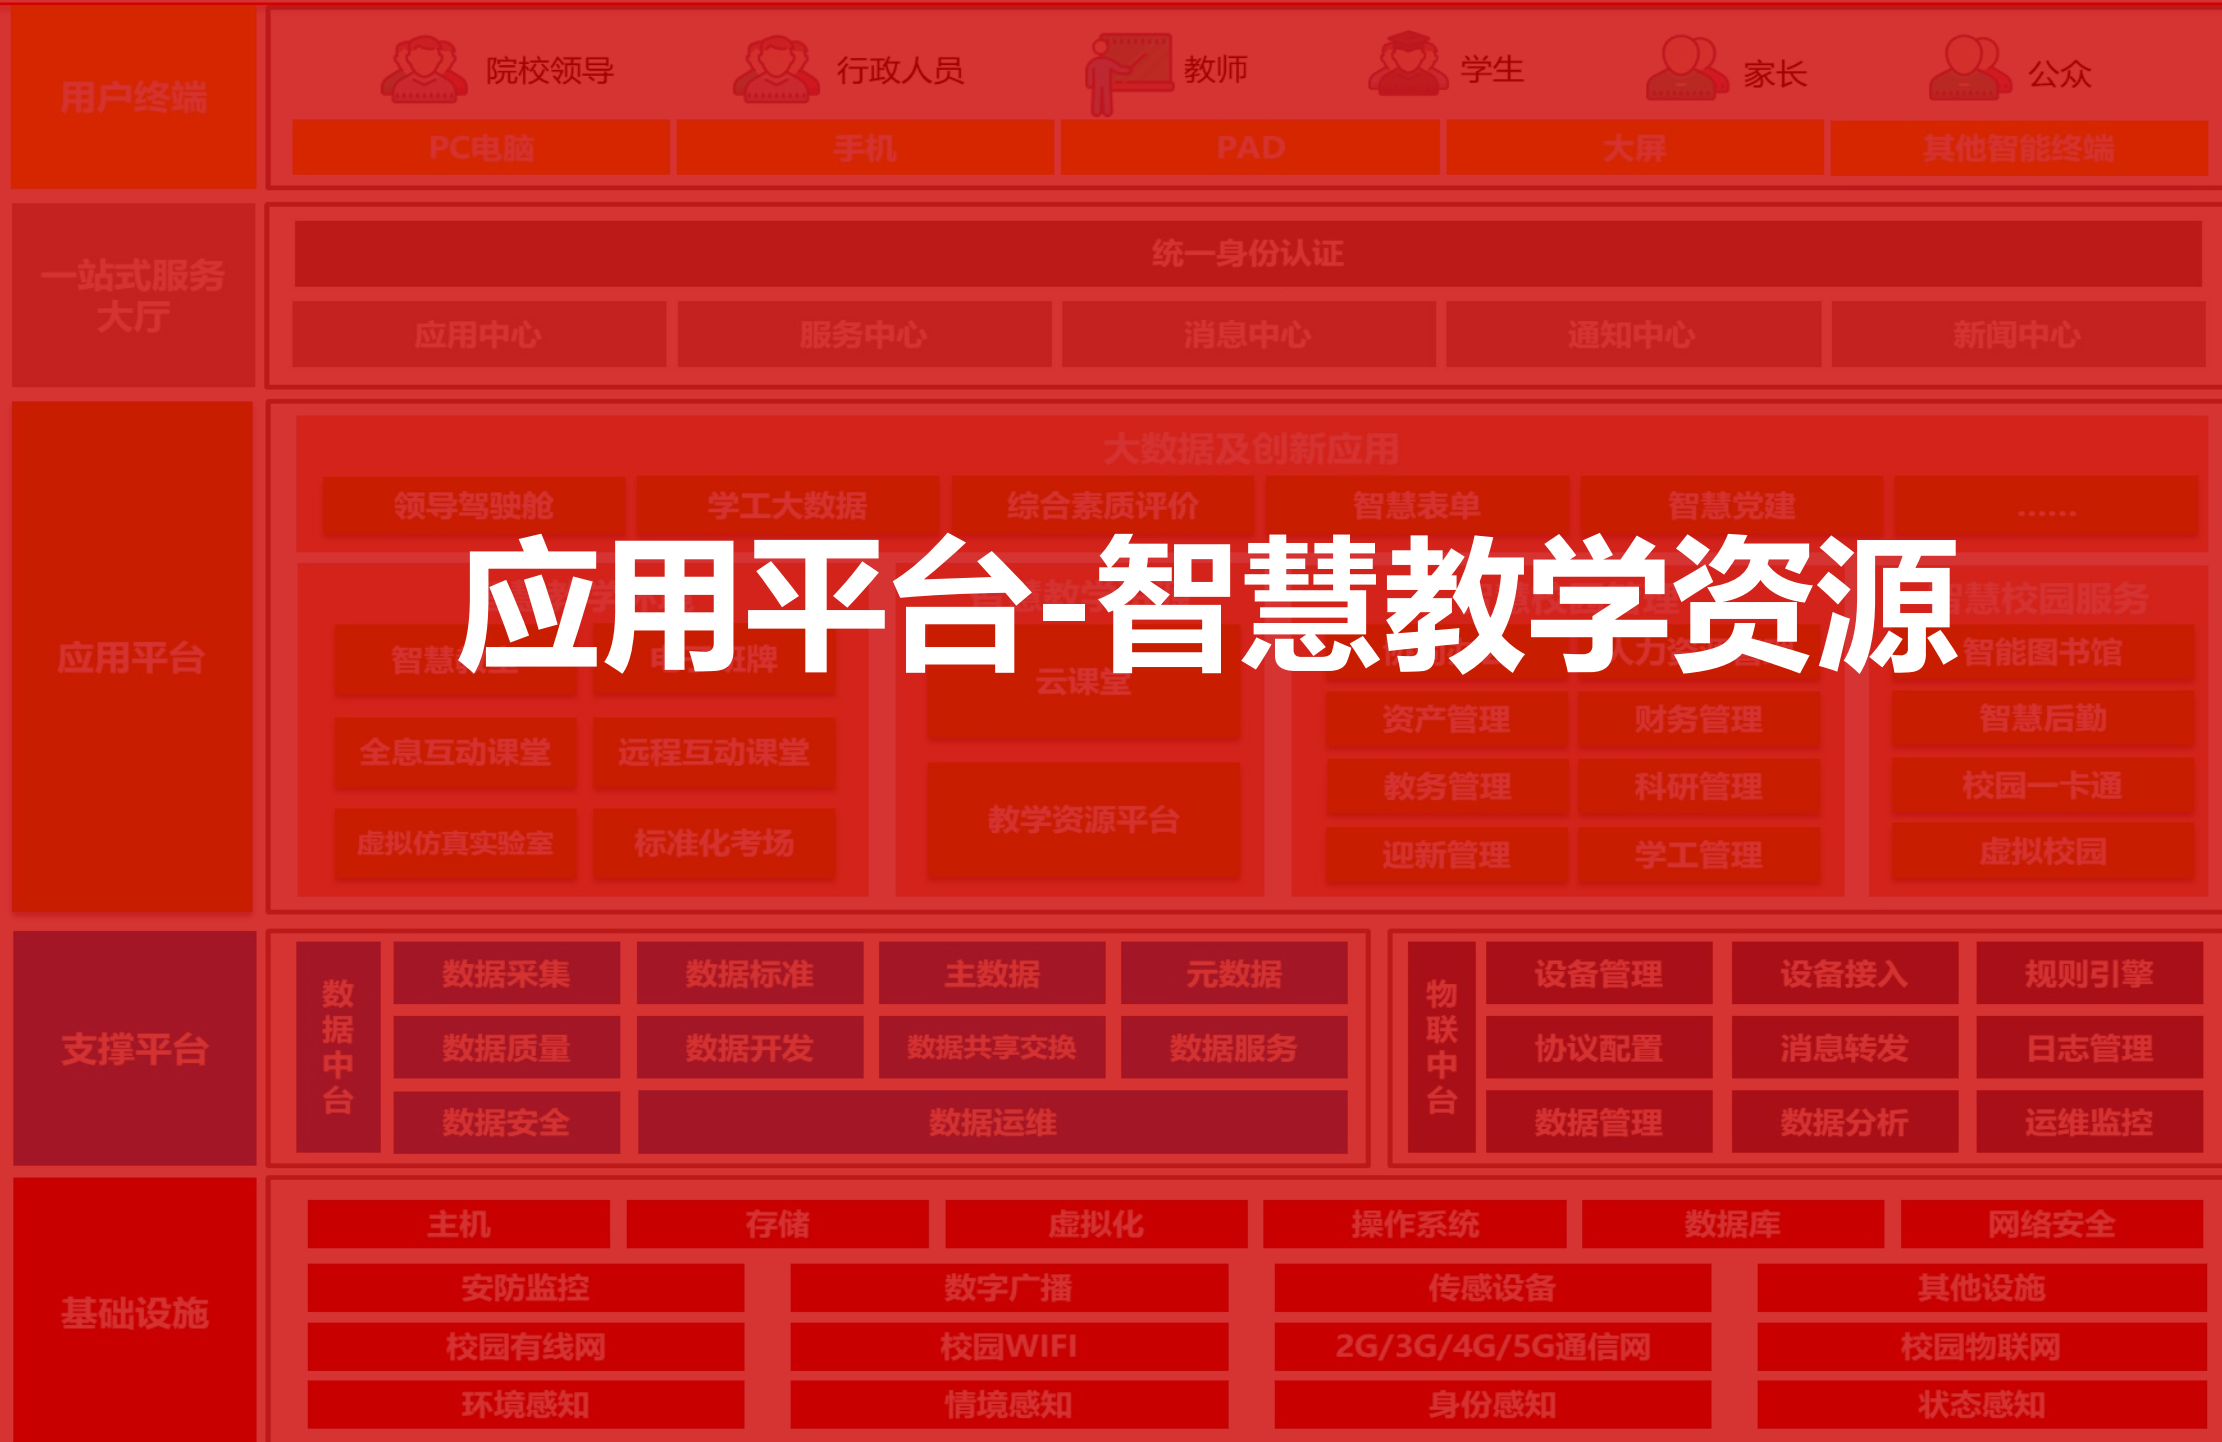 院校领导 行政人员 教师 学生 家长 公众
用户终端
PC电脑 手机 PAD 大屏 其他智能终端
统一身份认证
一站式服务
大厅
应用中心 服务中心 消息中心 通知中心 新闻中心
大数据及创新应用
领导驾驶舱 学工大数据 综合素质评价 智慧表单 智慧党建 ......
应用平台-智慧教学资源
慧校园服务
应用平台
智慧 班牌
云课堂
人力资 智能图书馆
全息互动课堂 远程互动课堂
资产管理 财务管理 智慧后勤
教学资源平台
教务管理 科研管理 校园一卡通
虚拟仿真实验室 标准化考场
迎新管理 学工管理 虚拟校园
支撑平台
数据中台
数据采集 数据标准 主数据 元数据
数据质量 数据开发 数据共享交换 数据服务
数据安全 数据运维
物联中台
设备管理 设备接入 规则引擎
协议配置 消息转发 日志管理
数据管理 数据分析 运维监控
基础设施
主机 存储 虚拟化 操作系统 数据库 网络安全
安防监控 数字广播 传感设备 其他设施
校园有线网 校园WIFI 2G/3G/4G/5G通信网 校园物联网
环境感知 情境感知 身份感知 状态感知